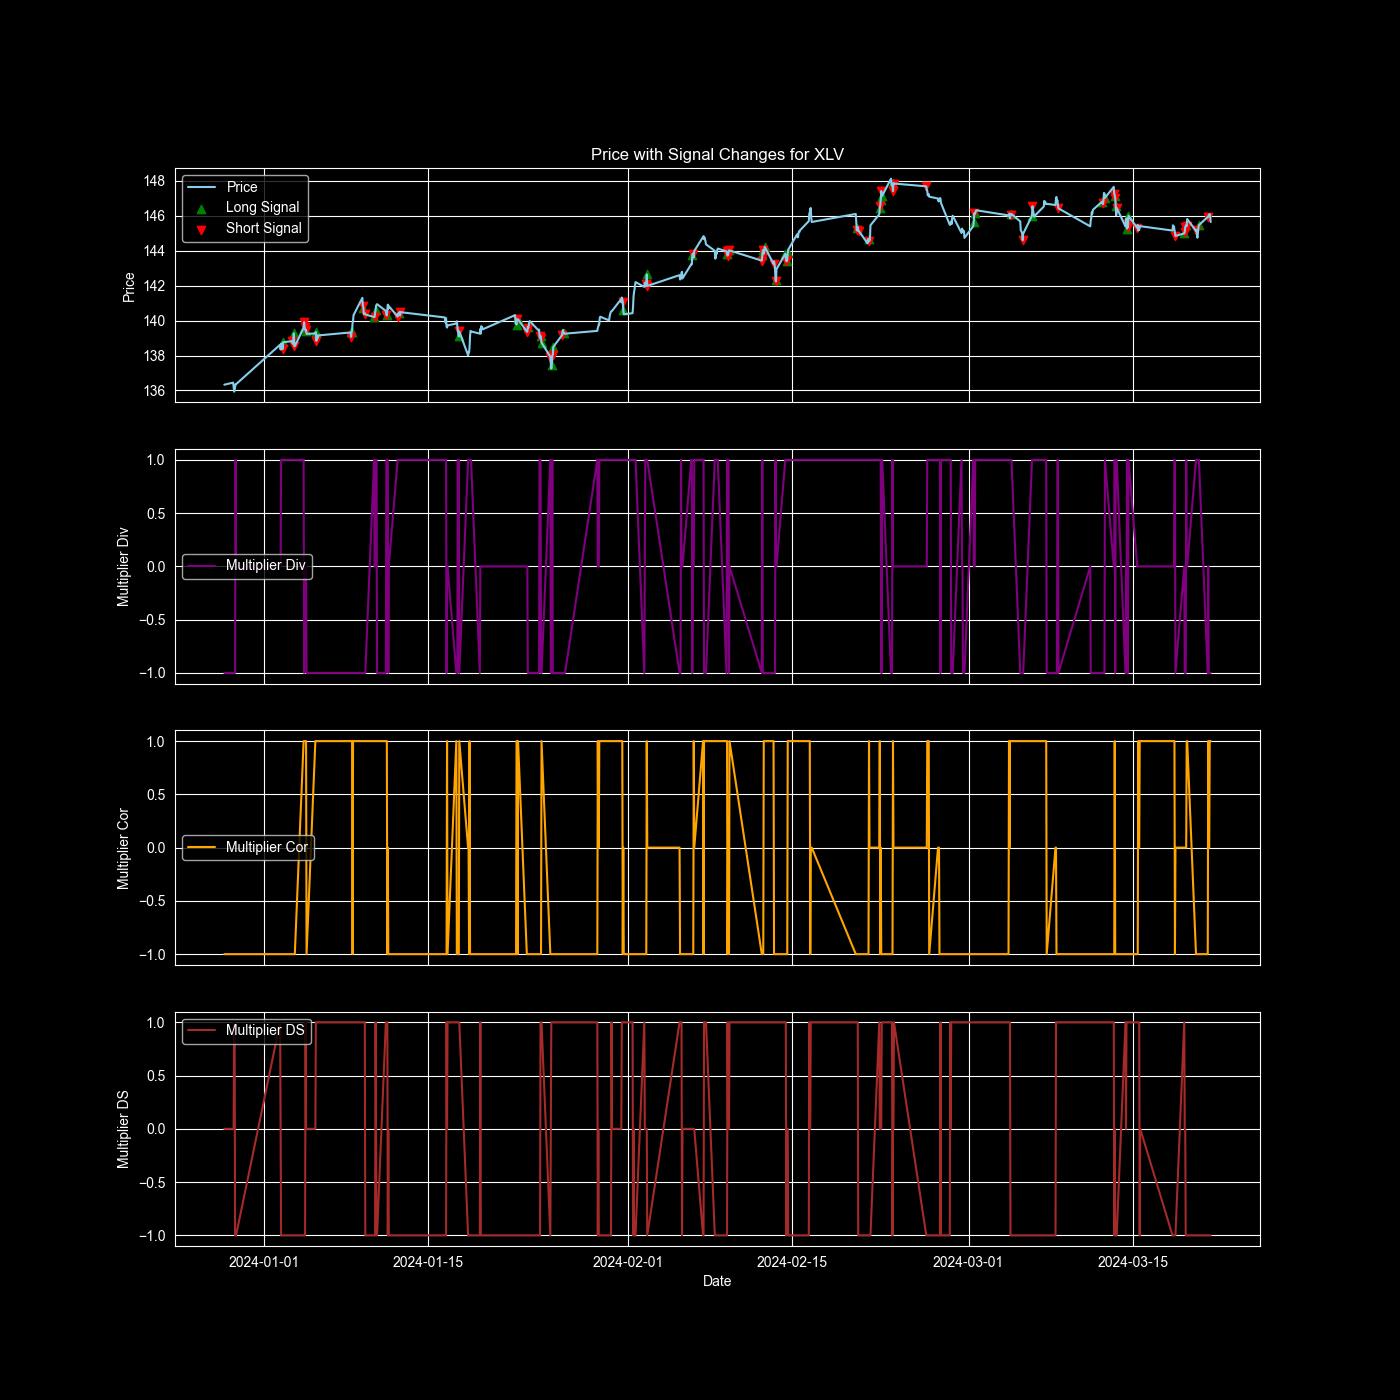 Price with Signal Changes for XLV
148
146
144
142
140
138
136
Price
Price
Long Signal
Short Signal
1.0
0.5
0.0
−0.5
−1.0
Multiplier Div
Multiplier Div
1.0
0.5
0.0
−0.5
−1.0
Multiplier Cor
Multiplier Cor
1.0
0.5
0.0
−0.5
−1.0
Multiplier DS
Multiplier DS
2024-01-01 2024-01-15 2024-02-01 2024-02-15 2024-03-01 2024-03-15
Date